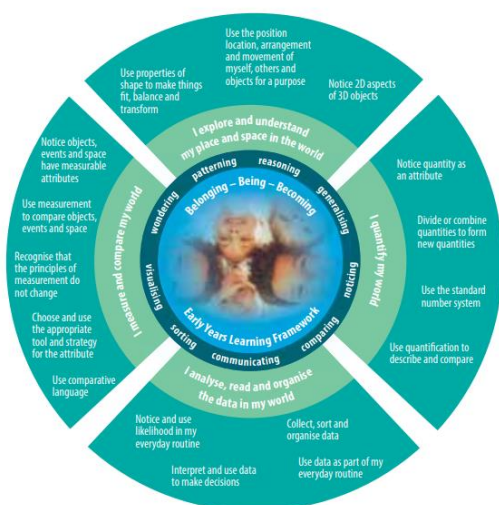 Use properties of
shape to make things
fit, balance and
transform
Use the position
location, arrangement
and movement of
myself, others and
objects for a purpose
Notice 2D aspects
of 3D objects
I explore and understand
my place and space in the world
Notice quantity as
an attribute
Divide or combine
quantities to form
new quantities
Use the standard
number system
Use quantification to
describe and compare
I quantify my world
Collect, sort and
organise data
Use data as part of my
everyday routine
Notice and use
likelihood in my
everyday routine
Interpret and use data
to make decisions
I analyse, read and organise
the data in my world
Notice objects,
events and space
have measurable
attributes
Use measurement
to compare objects,
events and space
Recognise that
the principles of
measurement do
not change
Choose and use
the appropriate
tool and strategy
for the attribute
Use comparative
language
I measure and compare my world
wondering
patterning
reasoning
generalising
noticing
comparing
communicating
sorting
visualising
Belonging – Being – Becoming
Early Years Learning Framework